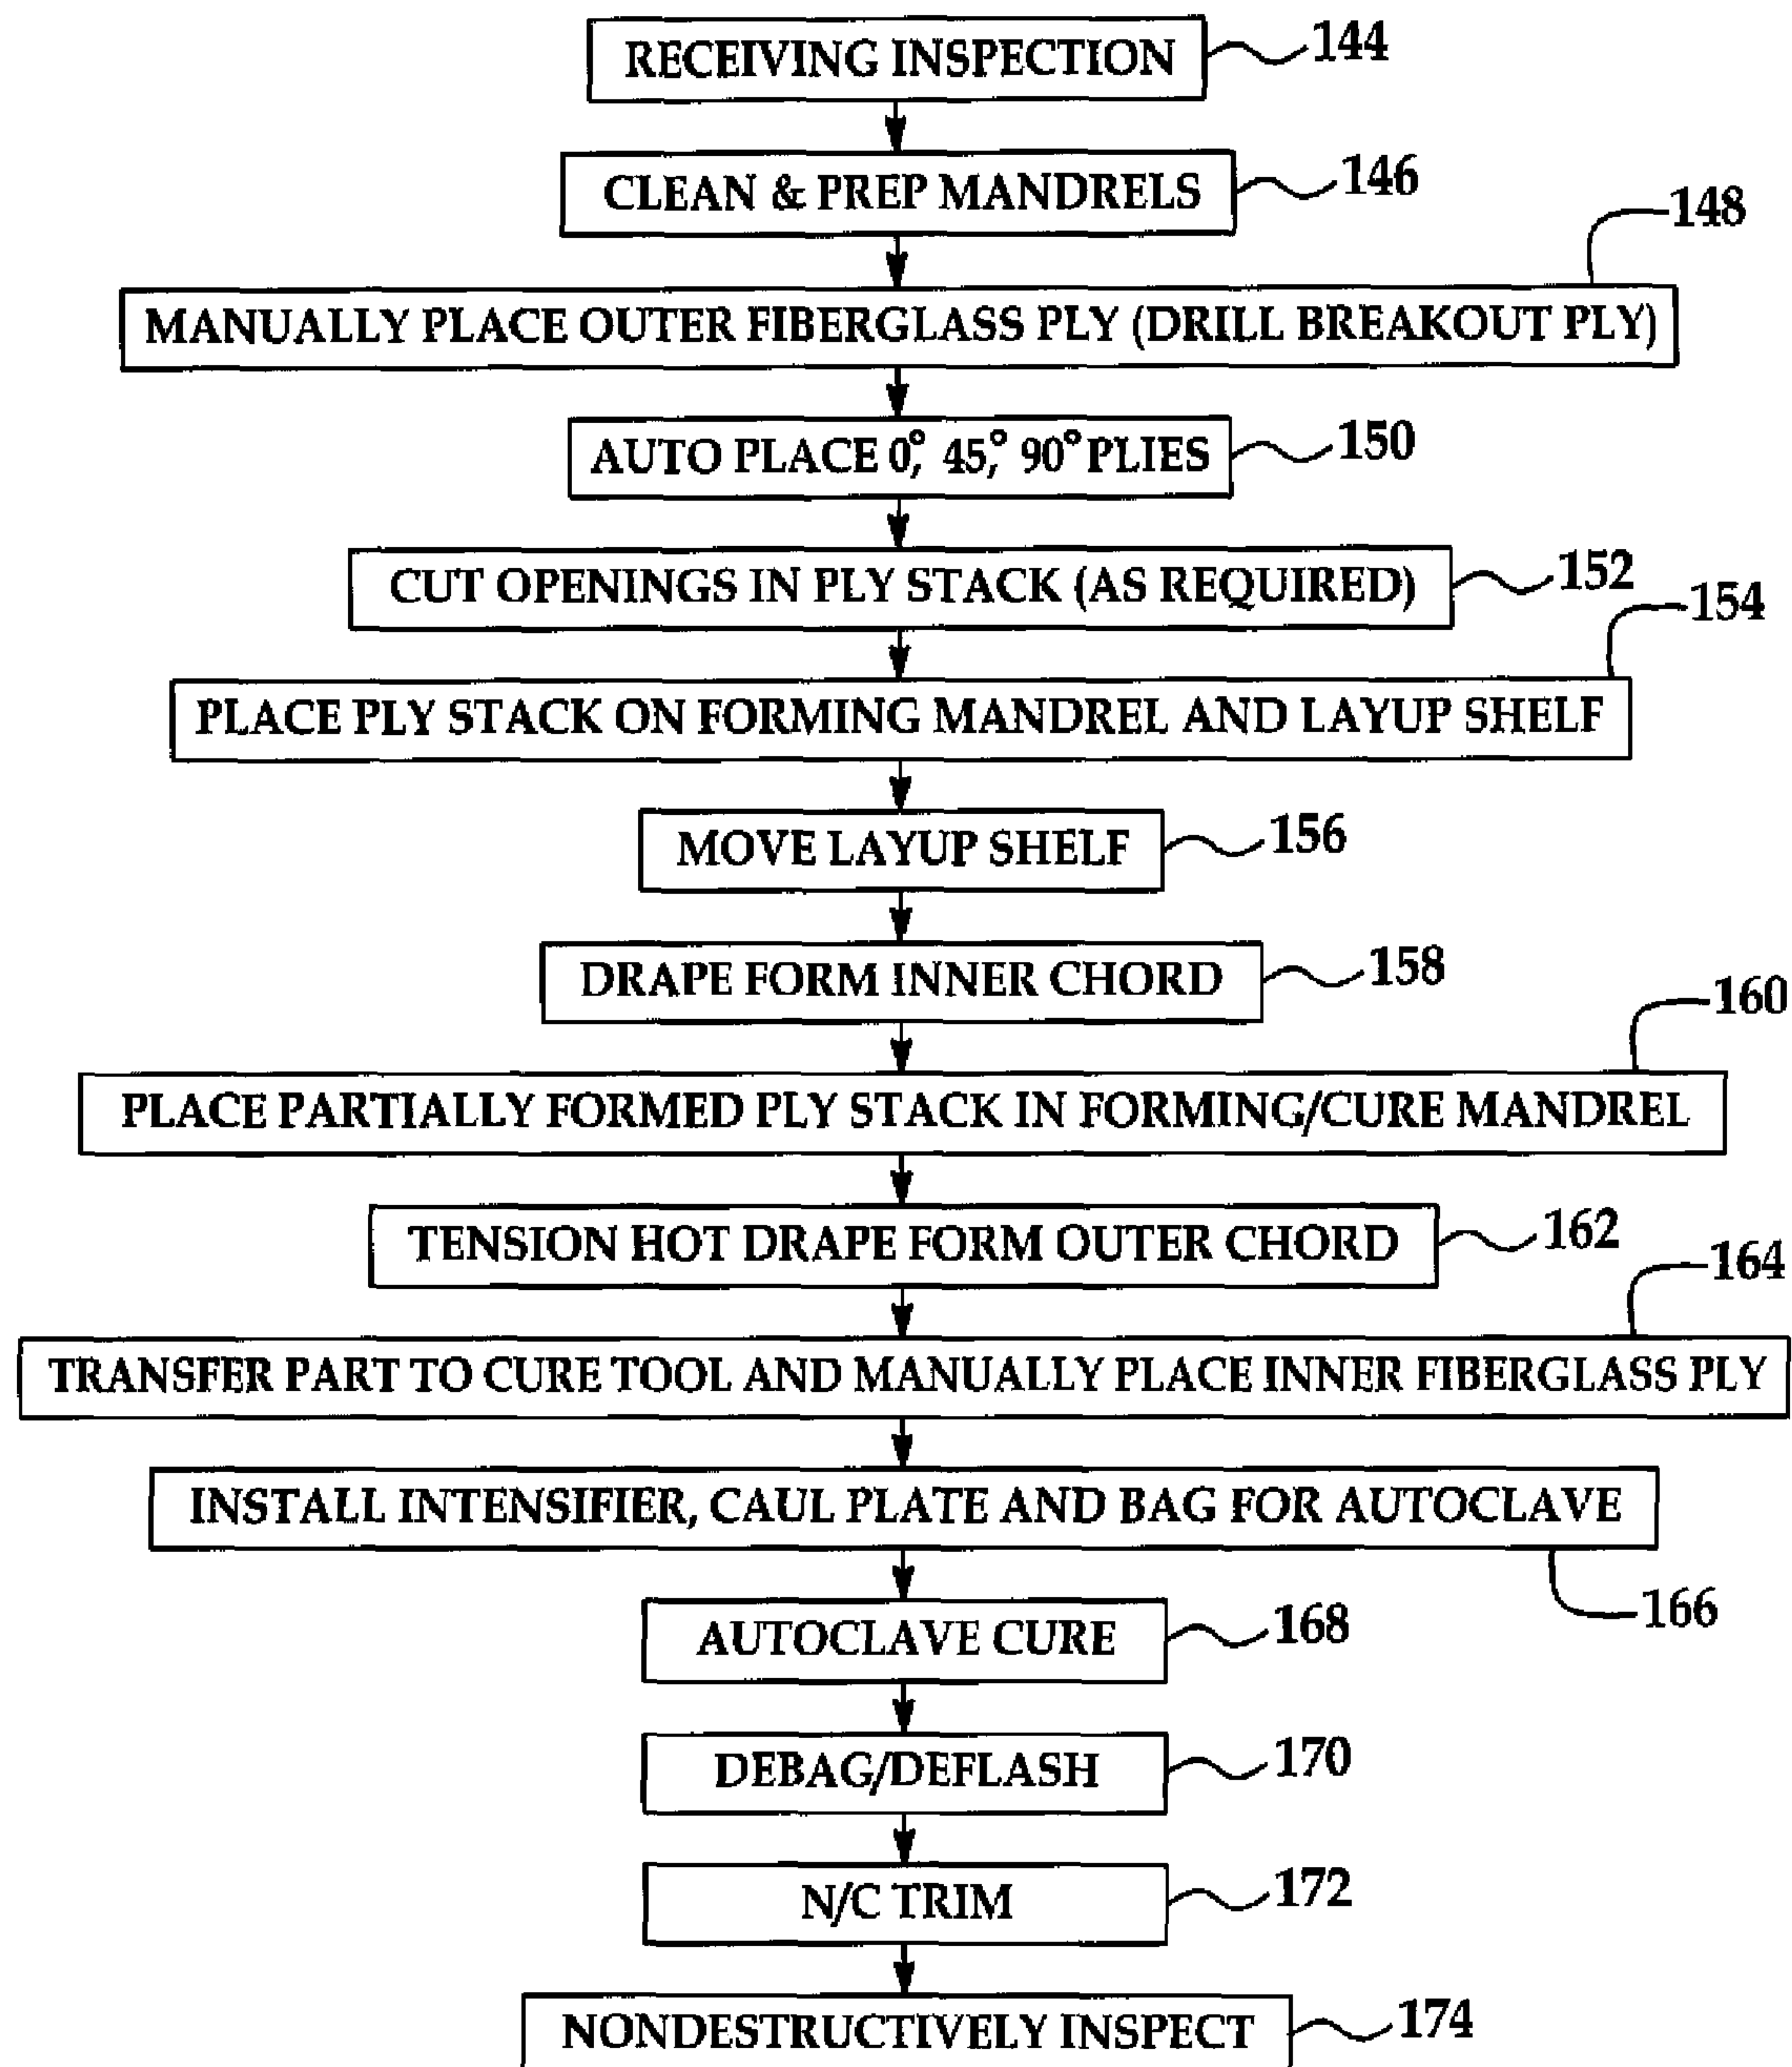 RECEIVING INSPECTION
144
CLEAN & PREP MANDRELS
146
148
MANUALLY PLACE OUTER FIBERGLASS PLY (DRILL BREAKOUT PLY)
AUTO PLACE 0°, 45°, 90° PLIES
150
CUT OPENINGS IN PLY STACK (AS REQUIRED)
152
154
PLACE PLY STACK ON FORMING MANDREL AND LAYUP SHELF
MOVE LAYUP SHELF
156
DRAPE FORM INNER CHORD
158
160
PLACE PARTIALLY FORMED PLY STACK IN FORMING/CURE MANDREL
TENSION HOT DRAPE FORM OUTER CHORD
162
164
TRANSFER PART TO CURE TOOL AND MANUALLY PLACE INNER FIBERGLASS PLY
INSTALL INTENSIFIER, CAUL PLATE AND BAG FOR AUTOCLAVE
166
AUTOCLAVE CURE
168
DEBAG/DEFLASH
170
N/C TRIM
172
NONDESTRUCTIVELY INSPECT
174